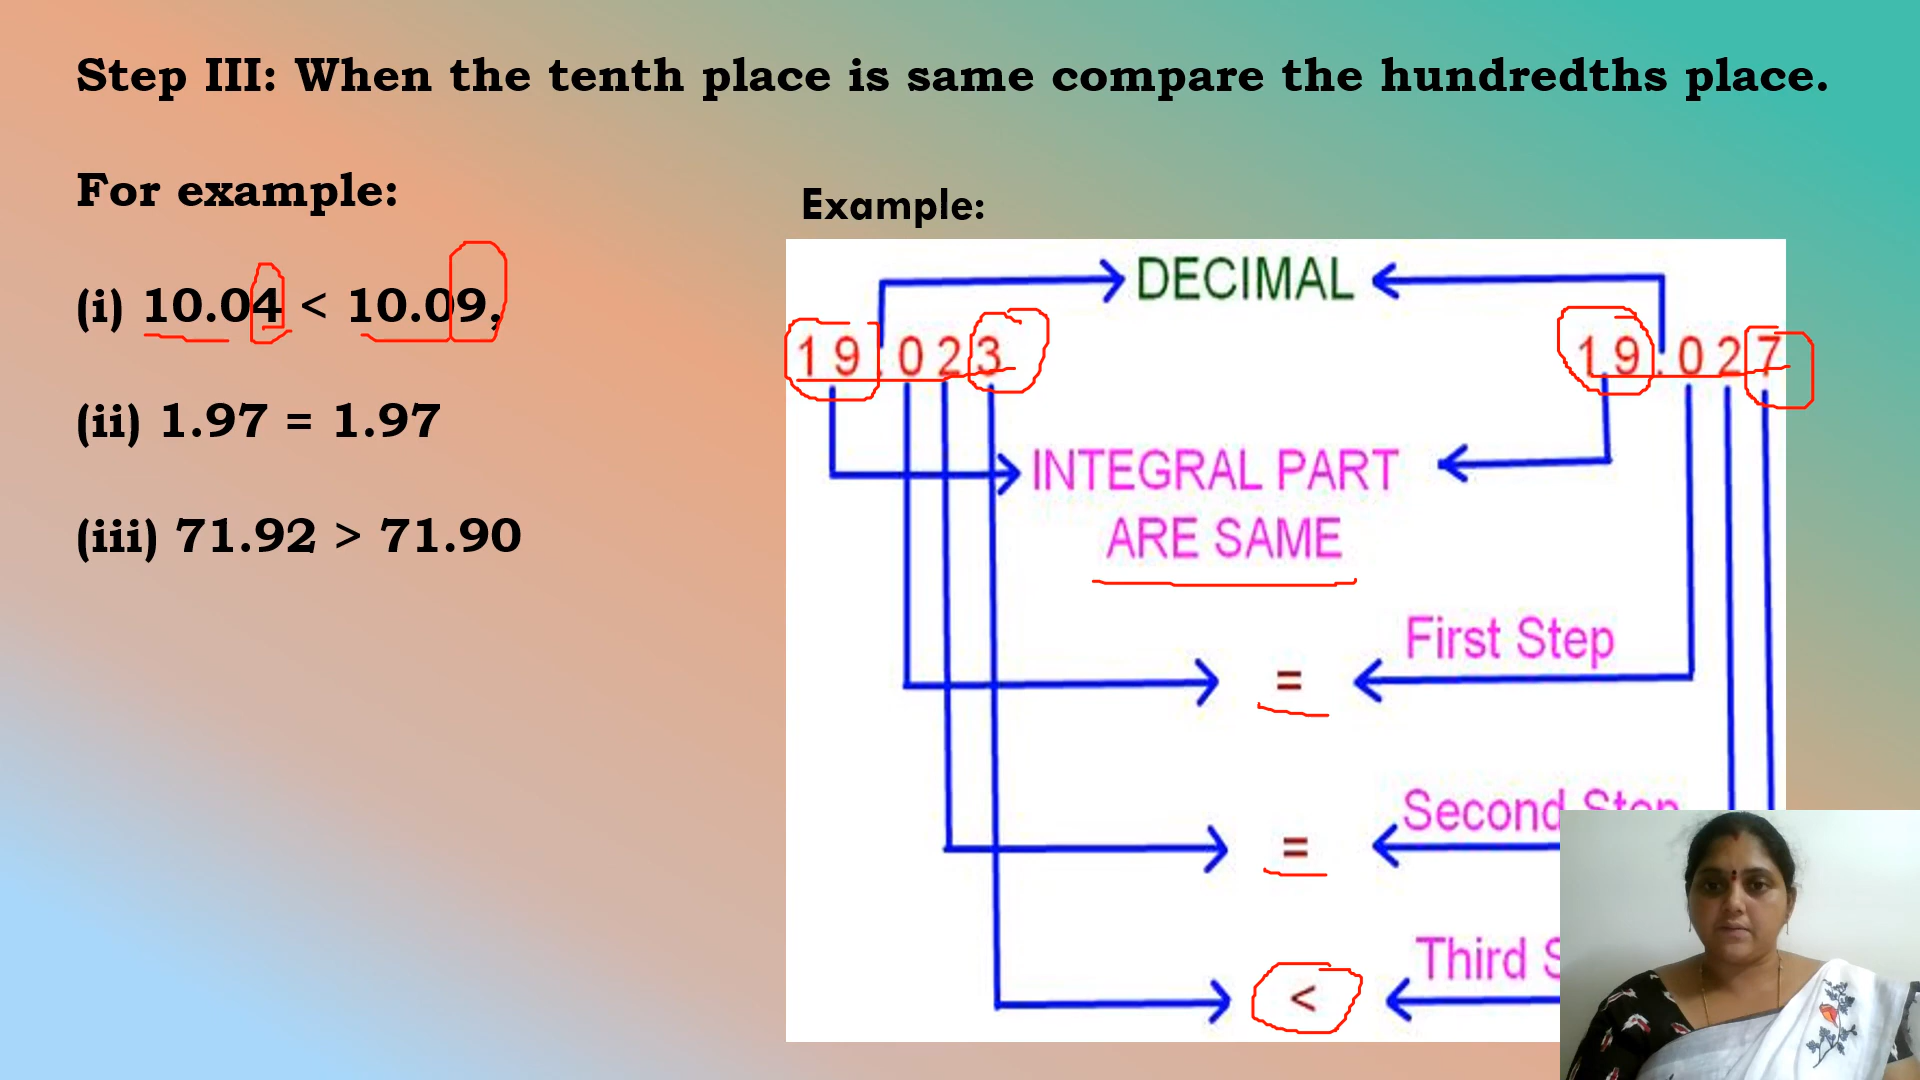 Step III: When the tenth place is same compare the hundredths place.
For example:
(i) 10.04 < 10.09,
(ii) 1.97 = 1.97
(iii) 71.92 > 71.90
Example:
DECIMAL
19.023 19.027
INTEGRAL PART
ARE SAME
First Step
=
Second Step
=
Third S
<